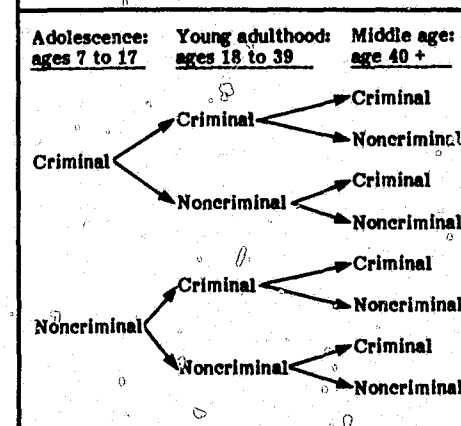 Adolescence: Young adulthood: Middle age:
ages 7 to 17 ages 18 to 39 age 40 +
Criminal
Criminal
Noncriminal
Criminal
Criminal
Noncriminal
Noncriminal
Criminal
Criminal
Noncriminal
Noncriminal
Criminal
Noncriminal
Noncriminal